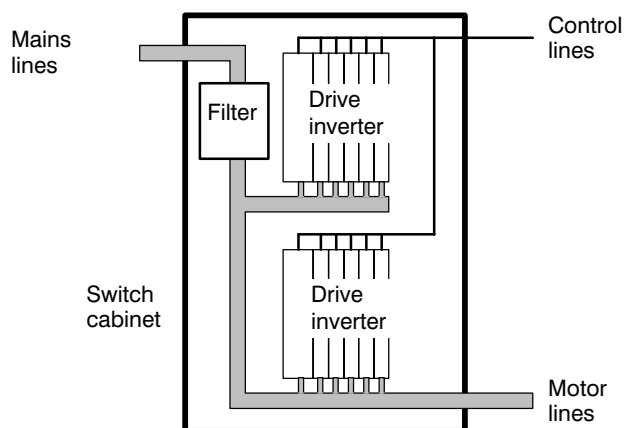 Mains
lines
Control
lines
Filter
Drive
inverter
Switch
cabinet
Drive
inverter
Motor
lines